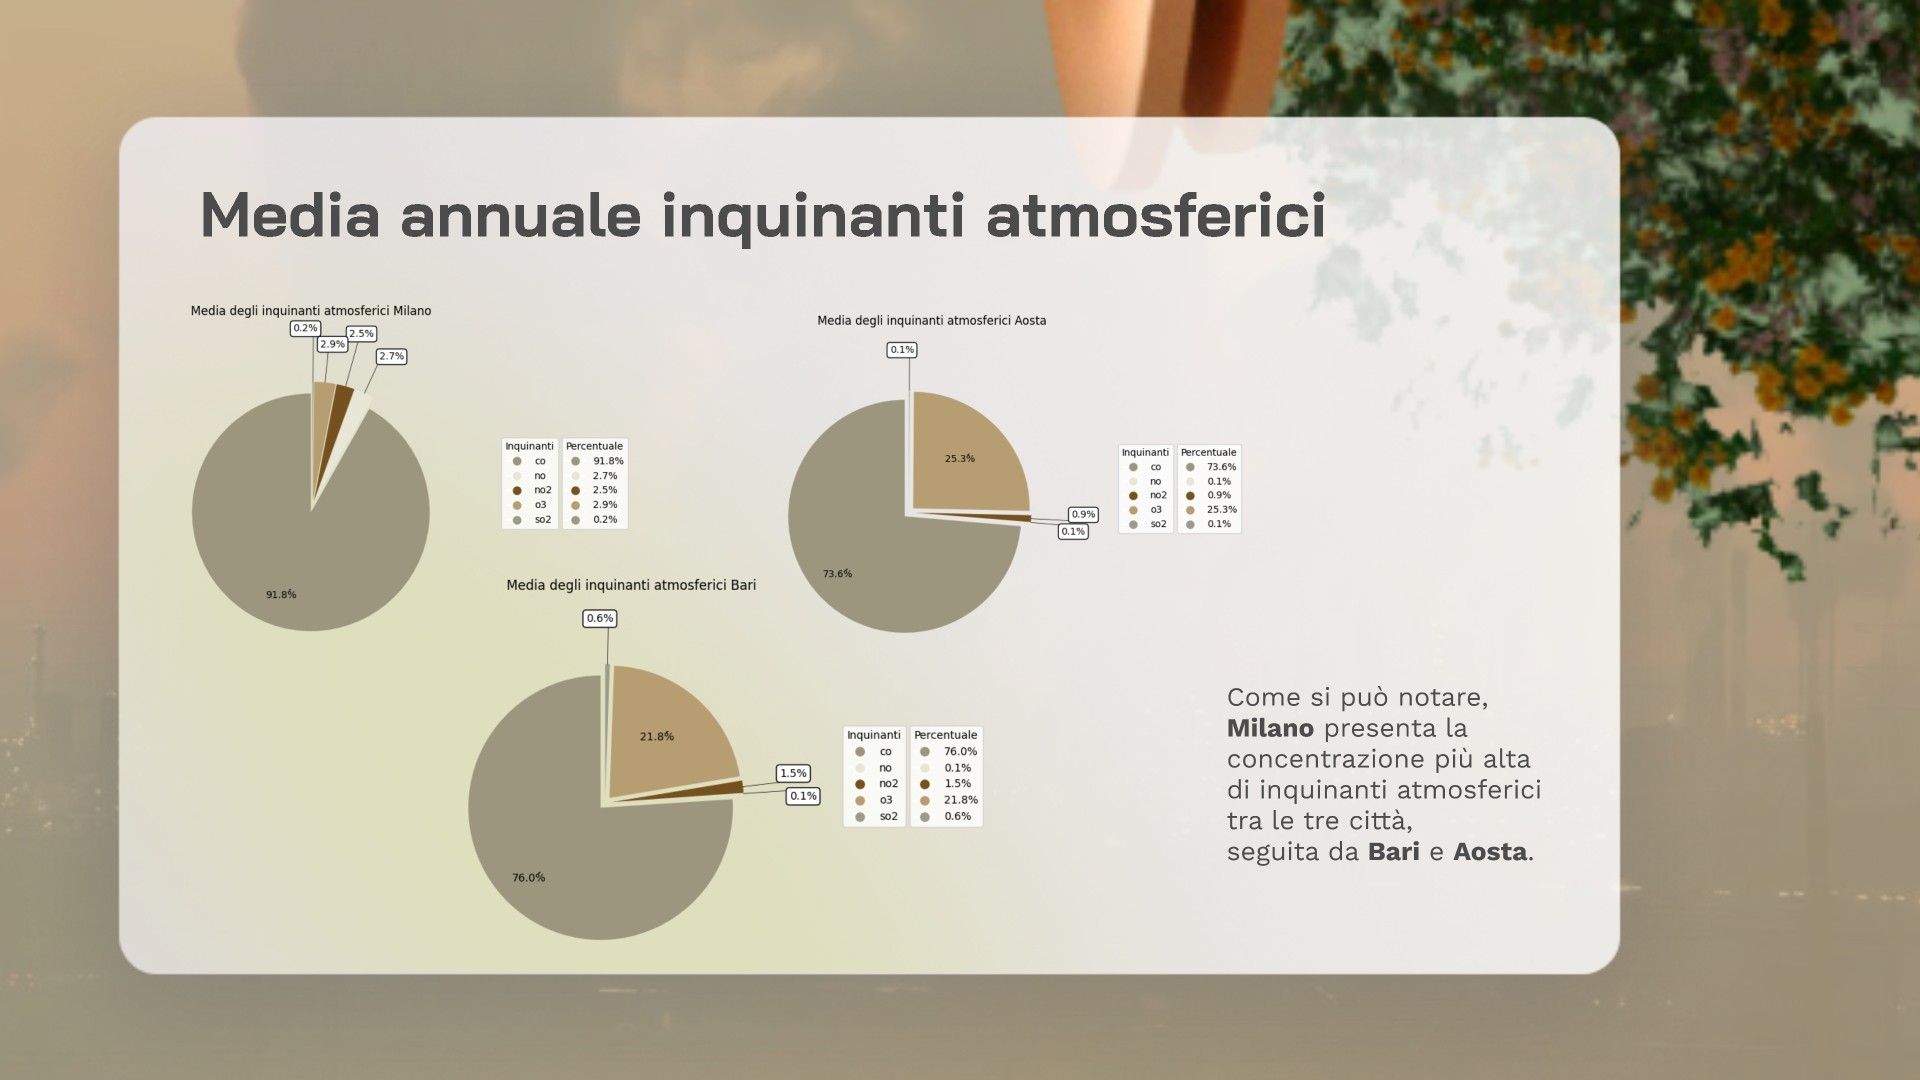 Media annuale inquinanti atmosferici
Media degli inquinanti atmosferici Milano
0.2%
2.9%
2.5%
2.7%
91.8%
Inquinanti Percentuale
co 91.8%
no 2.7%
no2 2.5%
o3 2.9%
so2 0.2%
Media degli inquinanti atmosferici Aosta
0.1%
25.3%
0.9%
0.1%
73.6%
Inquinanti Percentuale
co 73.6%
no 0.1%
no2 0.9%
o3 25.3%
so2 0.1%
Media degli inquinanti atmosferici Bari
0.6%
21.8%
1.5%
0.1%
76.0%
Inquinanti Percentuale
co 76.0%
no 0.1%
no2 1.5%
o3 21.8%
so2 0.6%
Come si può notare,
Milano presenta la
concentrazione più alta
di inquinanti atmosferici
tra le tre città,
seguita da Bari e Aosta.